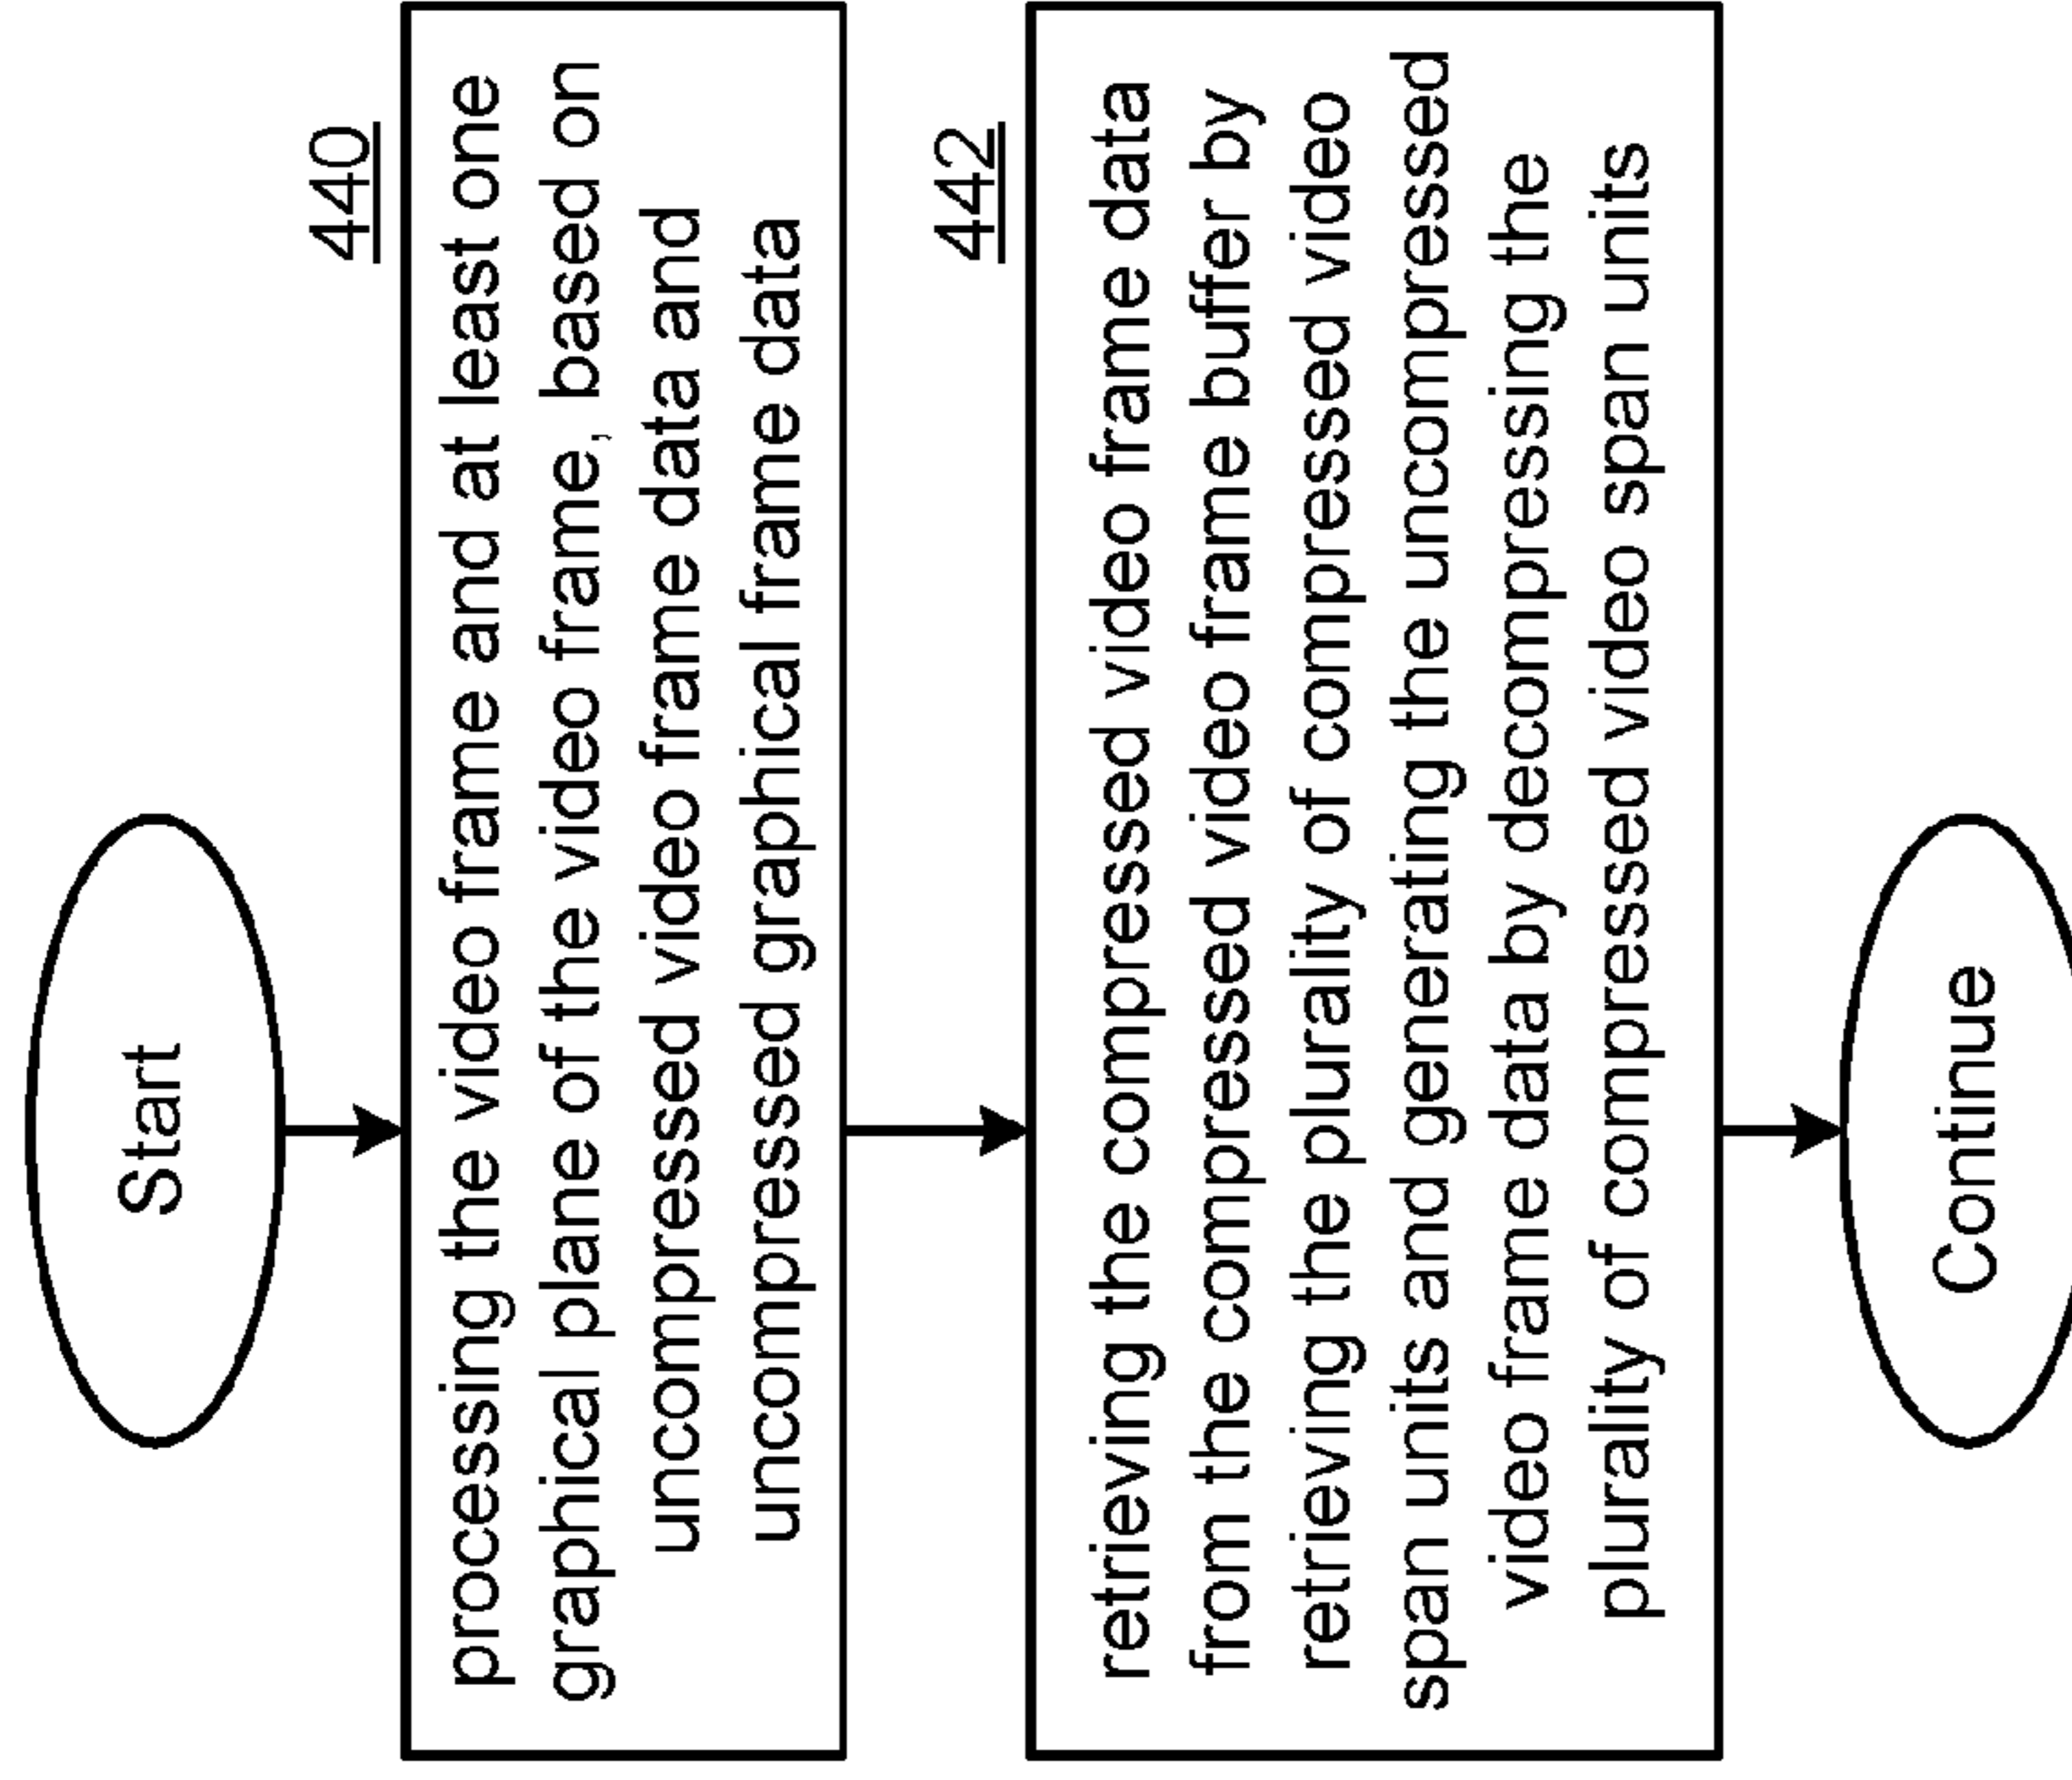 Start
440
processing the video frame and at least one
graphical plane of the video frame, based on
uncompressed video frame data and
uncompressed graphical frame data
442
retrieving the compressed video frame data
from the compressed video frame buffer by
retrieving the plurality of compressed video
span units and generating the uncompressed
video frame data by decompressing the
plurality of compressed video span units
Continue